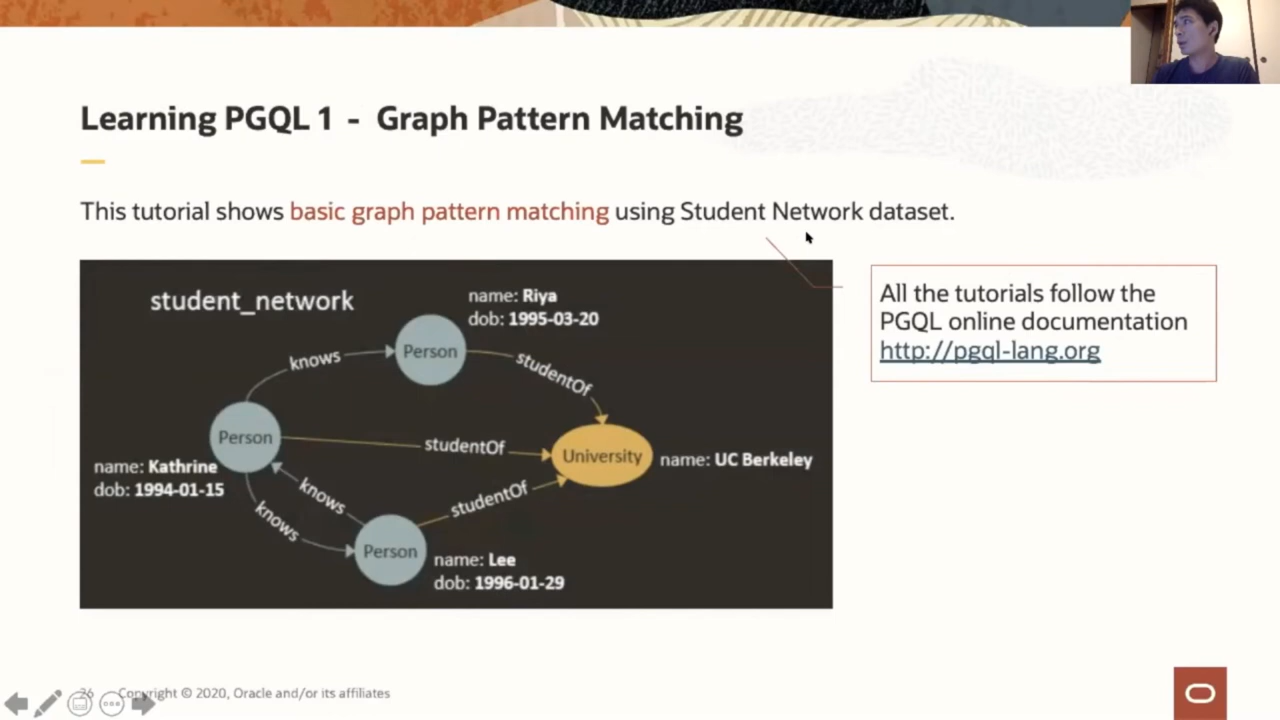 Learning PGQL 1 - Graph Pattern Matching
This tutorial shows basic graph pattern matching using Student Network dataset.
student_network
name: Riya
dob: 1995-03-20
Person
knows
studentOf
Person
studentOf
University
name: UC Berkeley
name: Kathrine
dob: 1994-01-15
knows
knows
studentOf
Person
name: Lee
dob: 1996-01-29
All the tutorials follow the
PGQL online documentation
http://pgql-lang.org
26 Copyright © 2020, Oracle and/or its affiliates